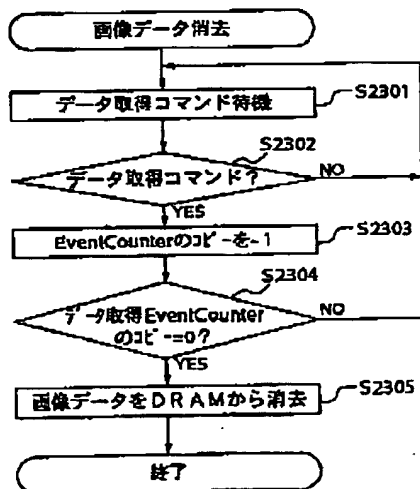 画像データ消去
データ取得コマンド待機
S2301
S2302
データ取得コマンド?
NO
YES
EventCounterのコピーを-1
S2303
S2304
データ取得EventCounter
のコピー=0?
NO
YES
画像データをDRAMから消去
S2305
終了